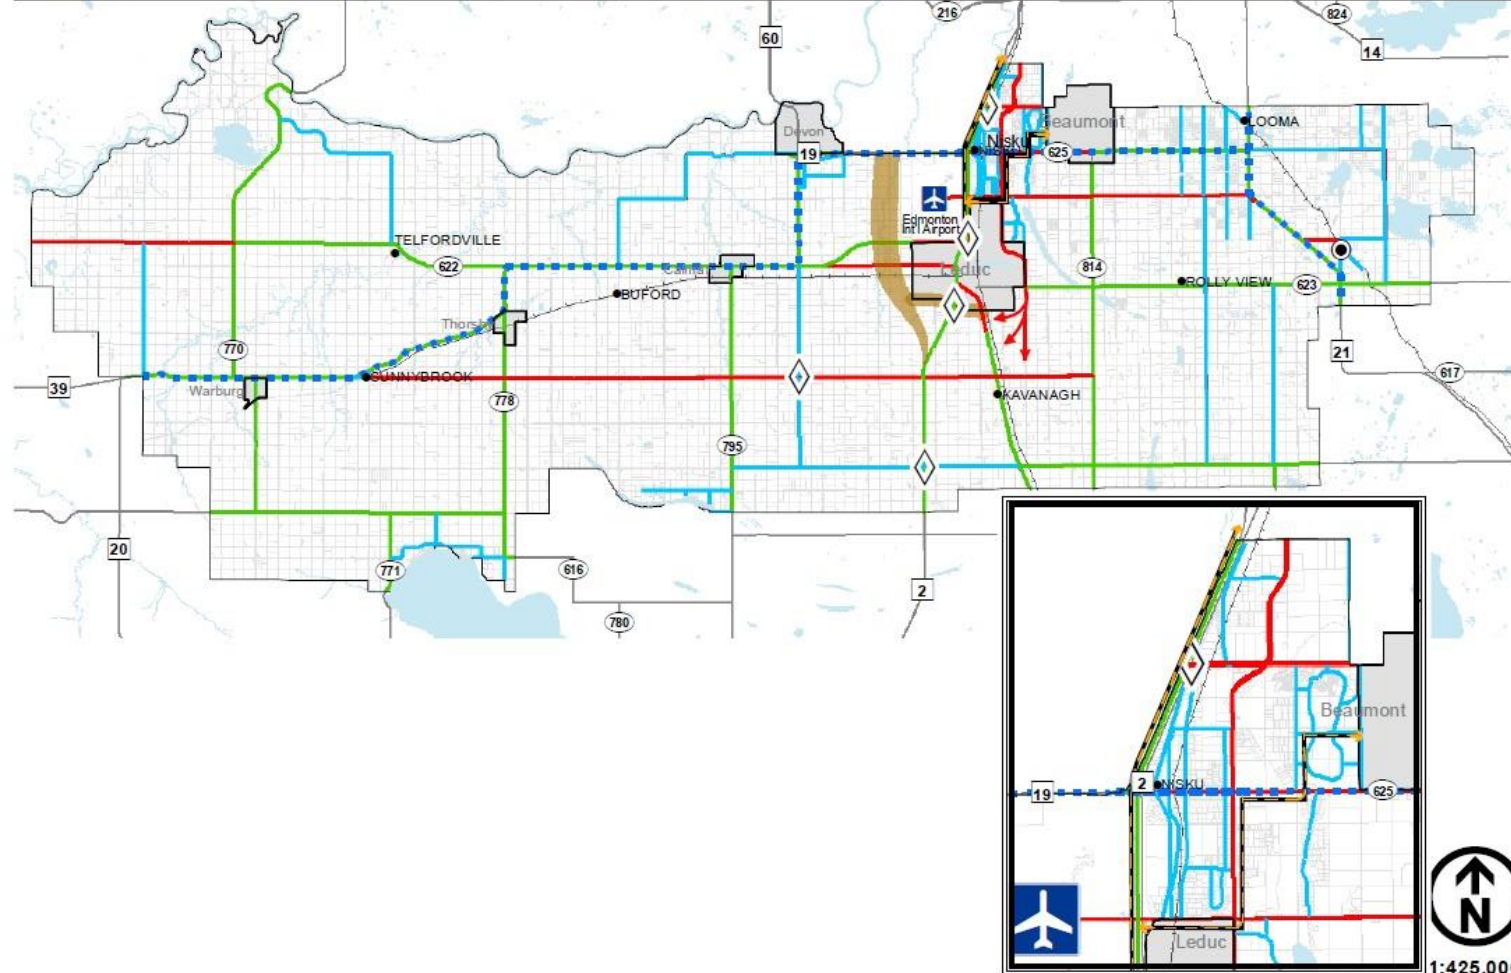 216
824
60
14
Devon
Beaumont
LOOMA
19
Nisku
625
Edmonton
Int'l Airport
TELFORDVILLE
622
Calmar
Leduc
814
BUFORD
ROLLY VIEW
623
Thorsby
770
21
39
SUNNYBROOK
617
Warburg
778
KAVANAGH
795
20
771
616
2
780
Beaumont
2
NISKU
19
625
Leduc
N